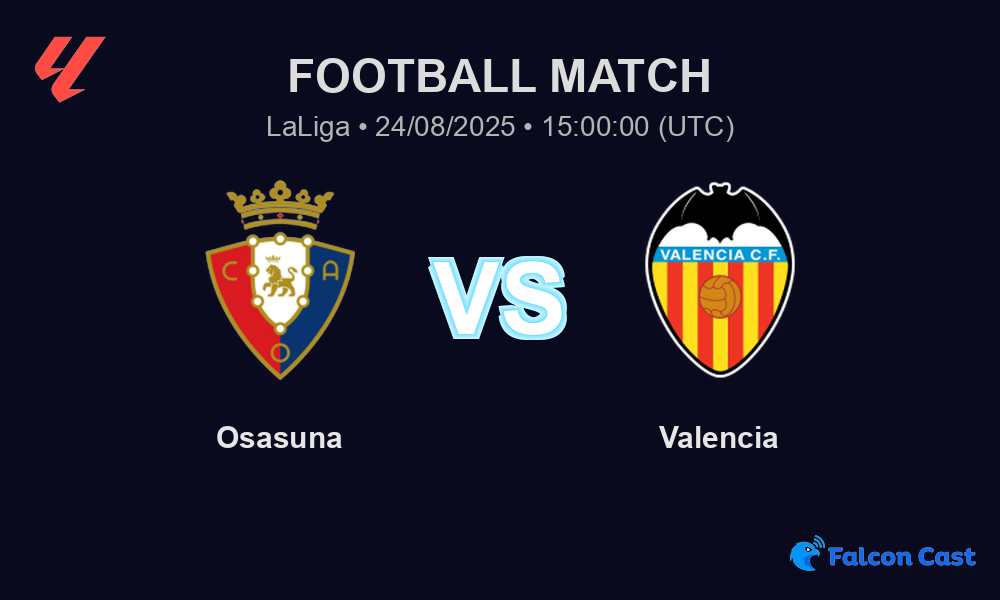 FOOTBALL MATCH
LaLiga • 24/08/2025 • 15:00:00 (UTC)
C A
O
VALENCIA C.F.
VS
Osasuna
Valencia
Falcon Cast